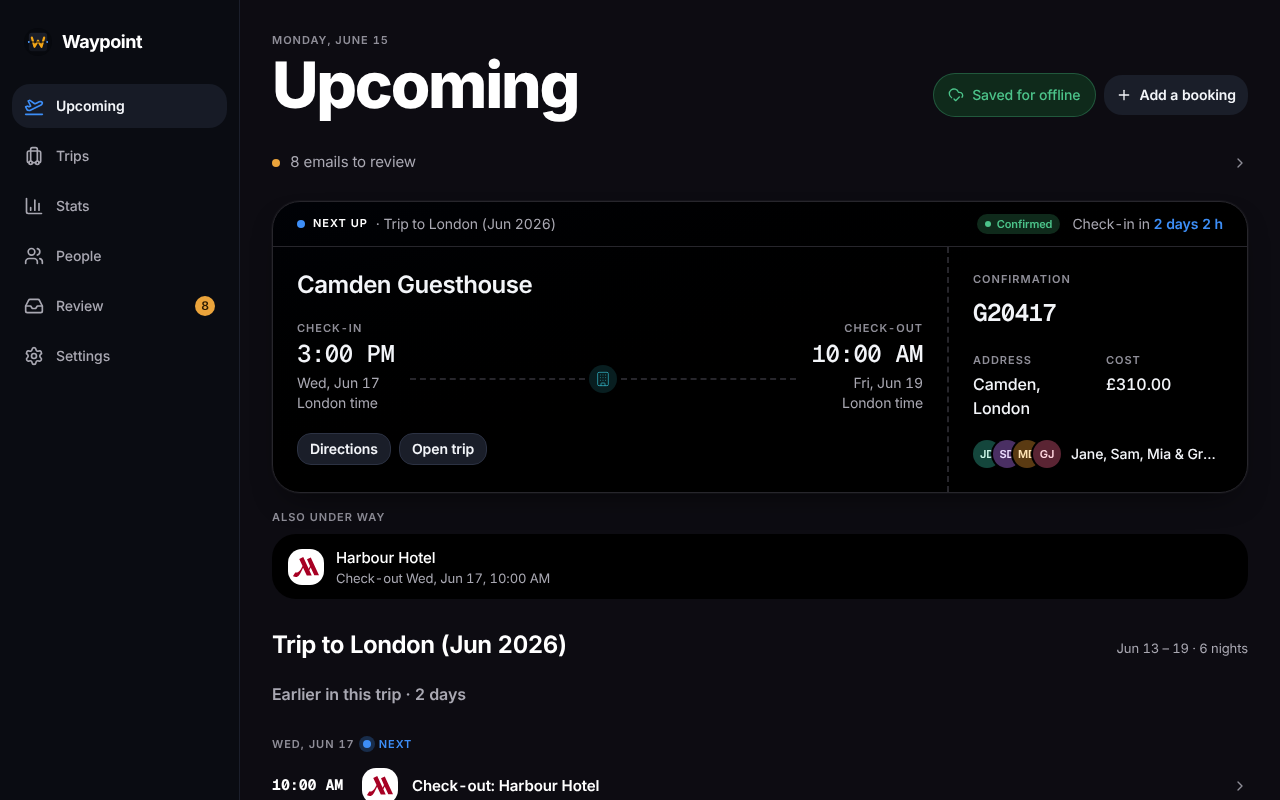 Waypoint
Upcoming
Trips
Stats
People
Review 8
Settings
MONDAY, JUNE 15
Upcoming
Saved for offline
Add a booking
8 emails to review
NEXT UP · Trip to London (Jun 2026)
Confirmed
Check-in in 2 days 2 h
Camden Guesthouse
CHECK-IN
3:00 PM
Wed, Jun 17
London time
CHECK-OUT
10:00 AM
Fri, Jun 19
London time
Directions
Open trip
CONFIRMATION
G20417
ADDRESS
Camden,
London
COST
£310.00
GJ
Jane, Sam, Mia & Gr...
ALSO UNDER WAY
Harbour Hotel
Check-out Wed, Jun 17, 10:00 AM
Trip to London (Jun 2026)
Jun 13 – 19 · 6 nights
Earlier in this trip · 2 days
WED, JUN 17 NEXT
10:00 AM
Check-out: Harbour Hotel